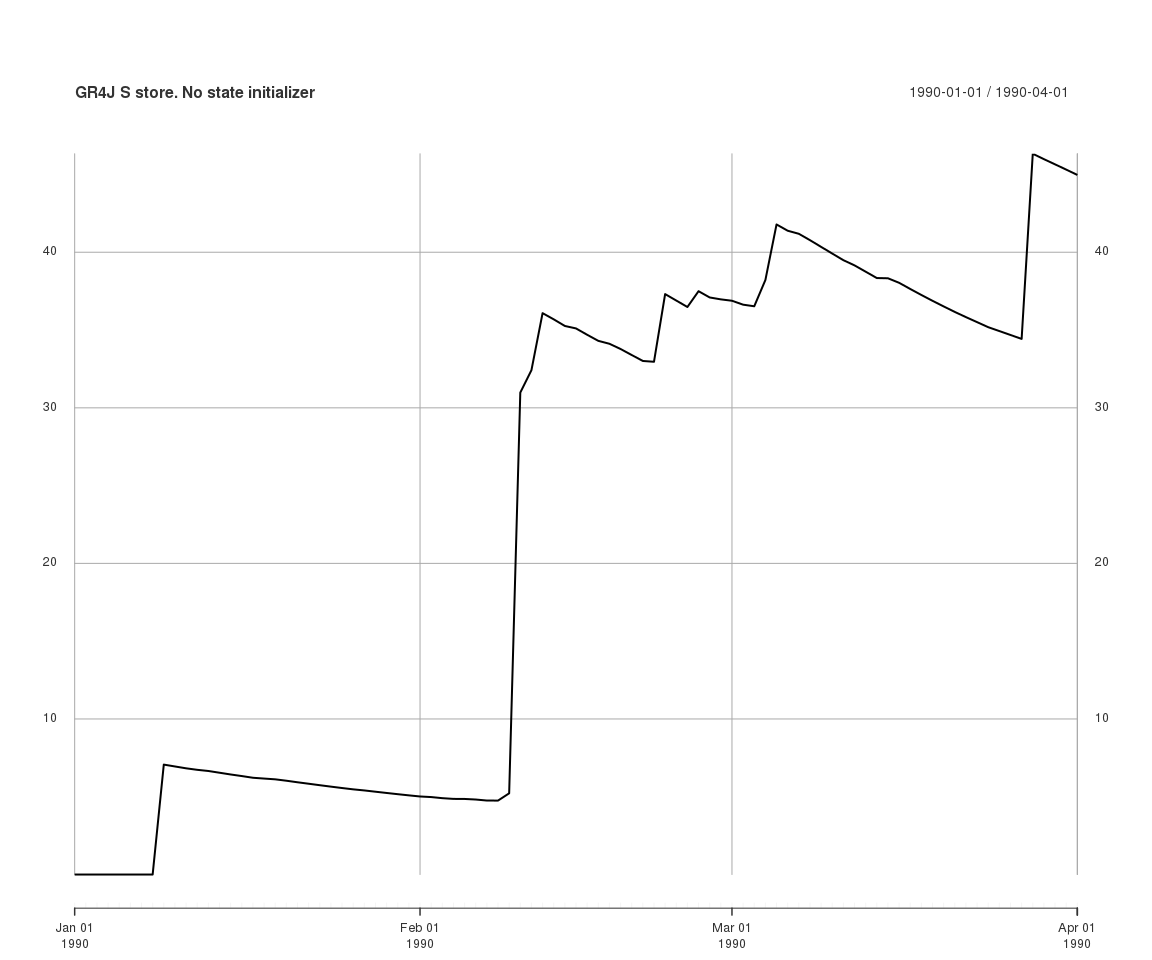 GR4J S store. No state initializer
1990-01-01 / 1990-04-01
40 40
30 30
20 20
10 10
Jan 01 Feb 01 Mar 01 Apr 01
1990 1990 1990 1990